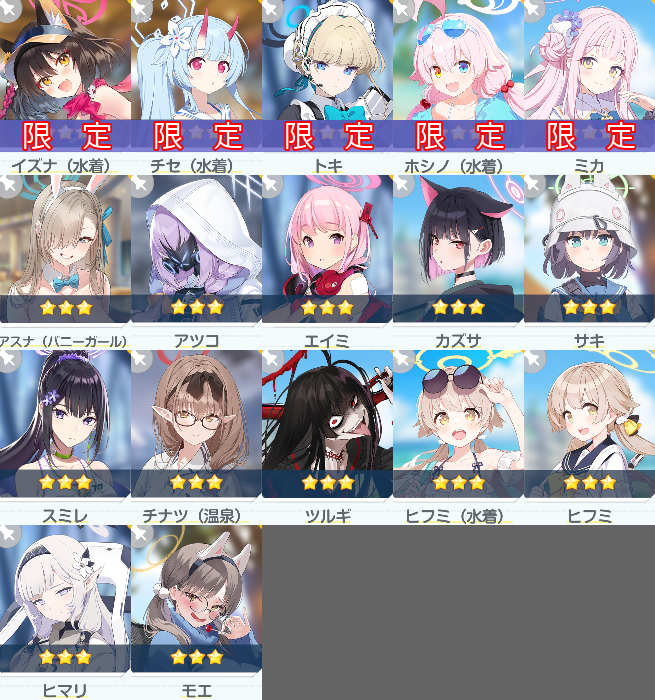 限定
限定
限定
限定
限定
イズナ（水着）
チセ（水着）
トキ
ホシノ（水着）
ミカ
アスナ（バニーガール）
アツコ
エイミ
カズサ
サキ
スミレ
チナツ（温泉）
ツルギ
ヒフミ（水着）
ヒフミ
ヒマリ
モエ